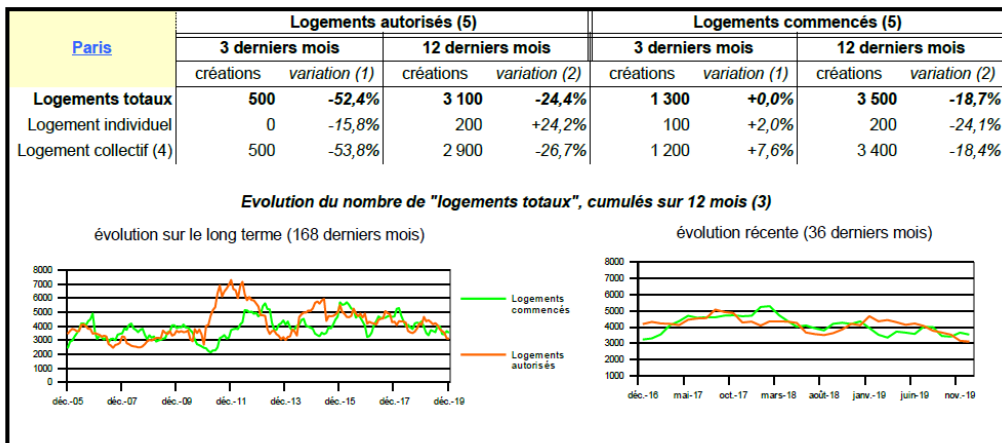 Paris
Logements autorisés (5) Logements commencés (5)
3 derniers mois 12 derniers mois 3 derniers mois 12 derniers mois
créations variation (1) créations variation (2) créations variation (1) créations variation (2)
Logements totaux 500 -52,4% 3 100 -24,4% 1 300 +0,0% 3 500 -18,7%
Logement individuel 0 -15,8% 200 +24,2% 100 +2,0% 200 -24,1%
Logement collectif (4) 500 -53,8% 2 900 -26,7% 1 200 +7,6% 3 400 -18,4%
Evolution du nombre de "logements totaux", cumulés sur 12 mois (3)
évolution sur le long terme (168 derniers mois)
8000
7000
6000
5000
4000
3000
2000
1000
0
déc.-05 déc.-07 déc.-09 déc.-11 déc.-13 déc.-15 déc.-17 déc.-19
Logements
commencés
Logements
autorisés
évolution récente (36 derniers mois)
8000
7000
6000
5000
4000
3000
2000
1000
déc.-16 mai-17 oct.-17 mars-18 août-18 janv.-19 juin-19 nov.-19